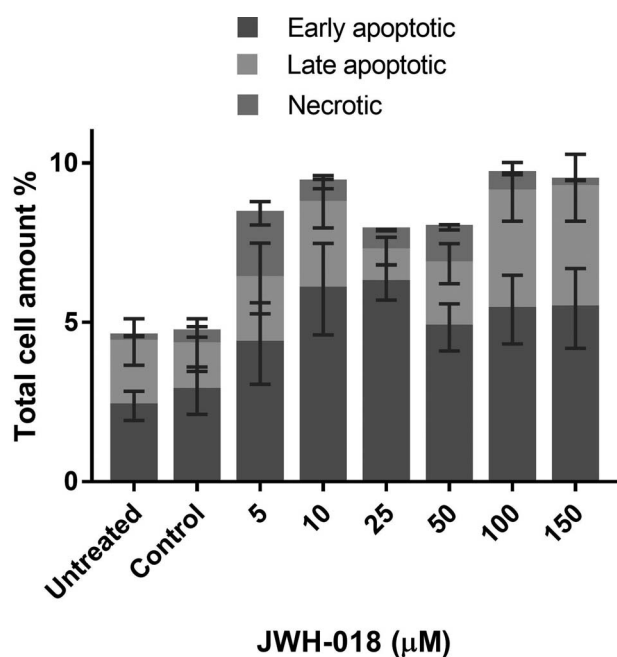 Early apoptotic
Late apoptotic
Necrotic
Total cell amount %
10
5
0
Untreated
Control
5
10
25
50
100
150
JWH-018 (μM)